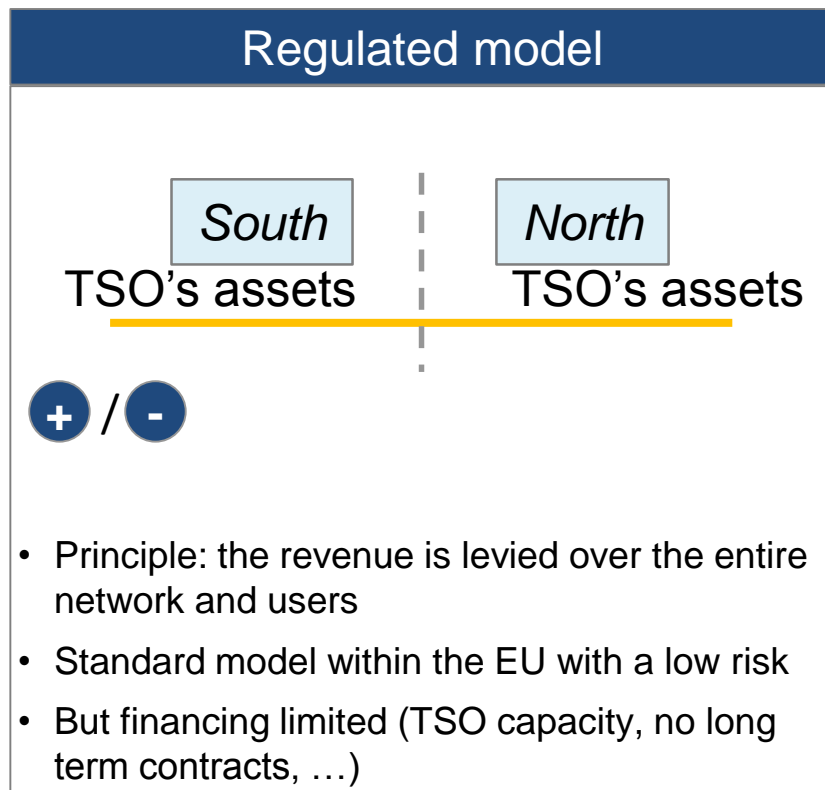 Regulated model
South North
TSO's assets TSO's assets
+ / -
• Principle: the revenue is levied over the entire
network and users
• Standard model within the EU with a low risk
• But financing limited (TSO capacity, no long
term contracts, …)